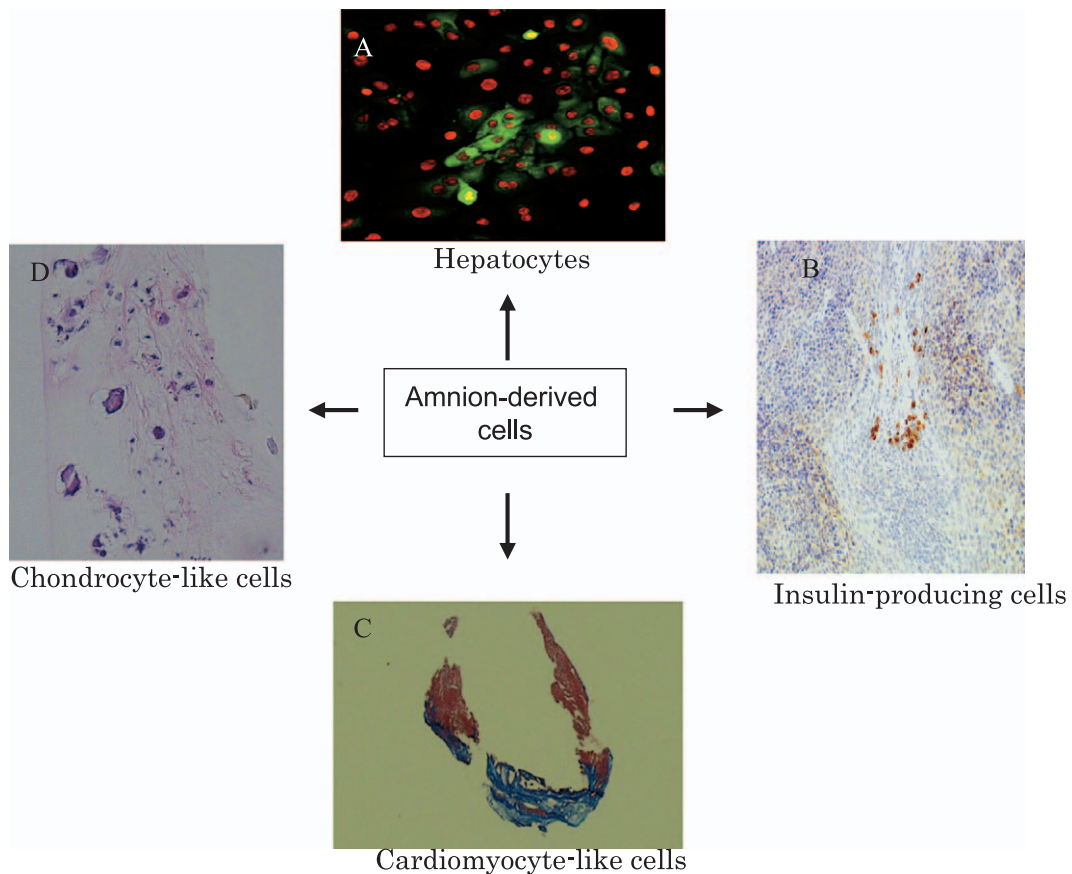 A
Hepatocytes
D
B
Amnion-derived
cells
Chondrocyte-like cells
Insulin-producing cells
C
Cardiomyocyte-like cells